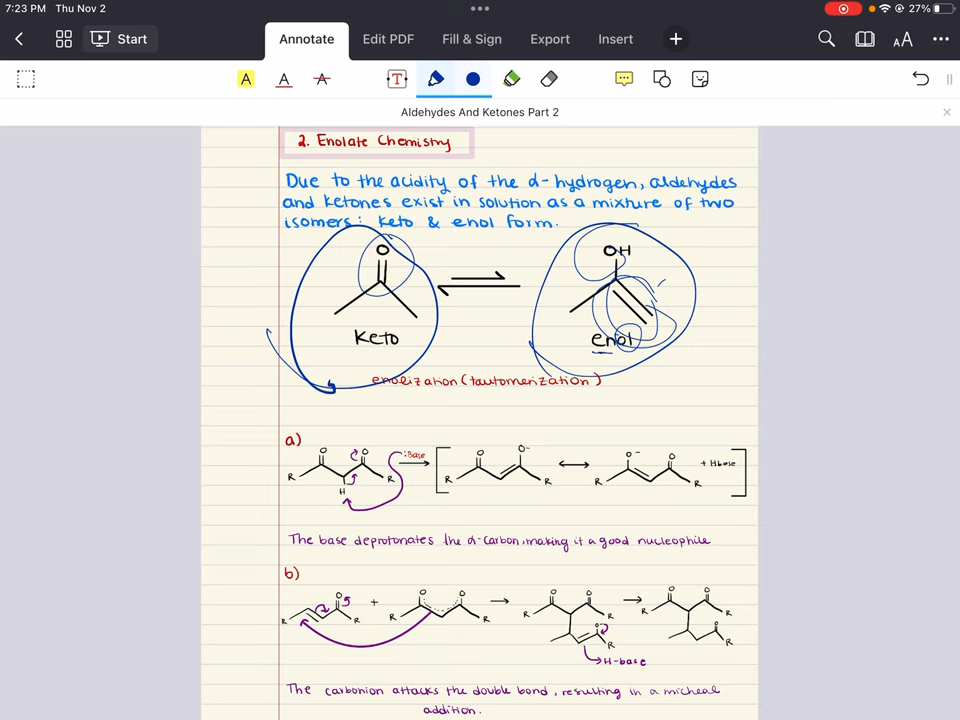 7:23 PM Thu Nov 2
27%
Start
Annotate
Edit PDF
Fill & Sign
Export
Insert
A
A
A
T
AA
Aldehydes And Ketones Part 2
2. Enolate Chemistry
Due to the acidity of the α-hydrogen, aldehydes
and ketones exist in solution as a mixture of two
isomers: keto & enol form.
O
OH
Keto
enol
enolization (tautomerization)
a)
O O :Base O O⁻ O⁻ O
R R H R R R R + Hbase
The base deprotonates the α-carbon, making it a good nucleophile
b)
O O O O O O O
R R + R R R R R R
O R O R
H-base
The carbonion attacks the double bond, resulting in a micheal
addition.